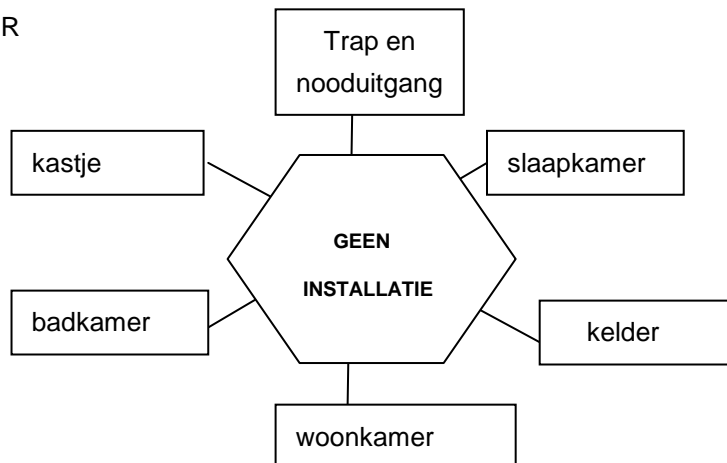 R
Trap en
nooduitgang
kastje
slaapkamer
GEEN
INSTALLATIE
badkamer
kelder
woonkamer